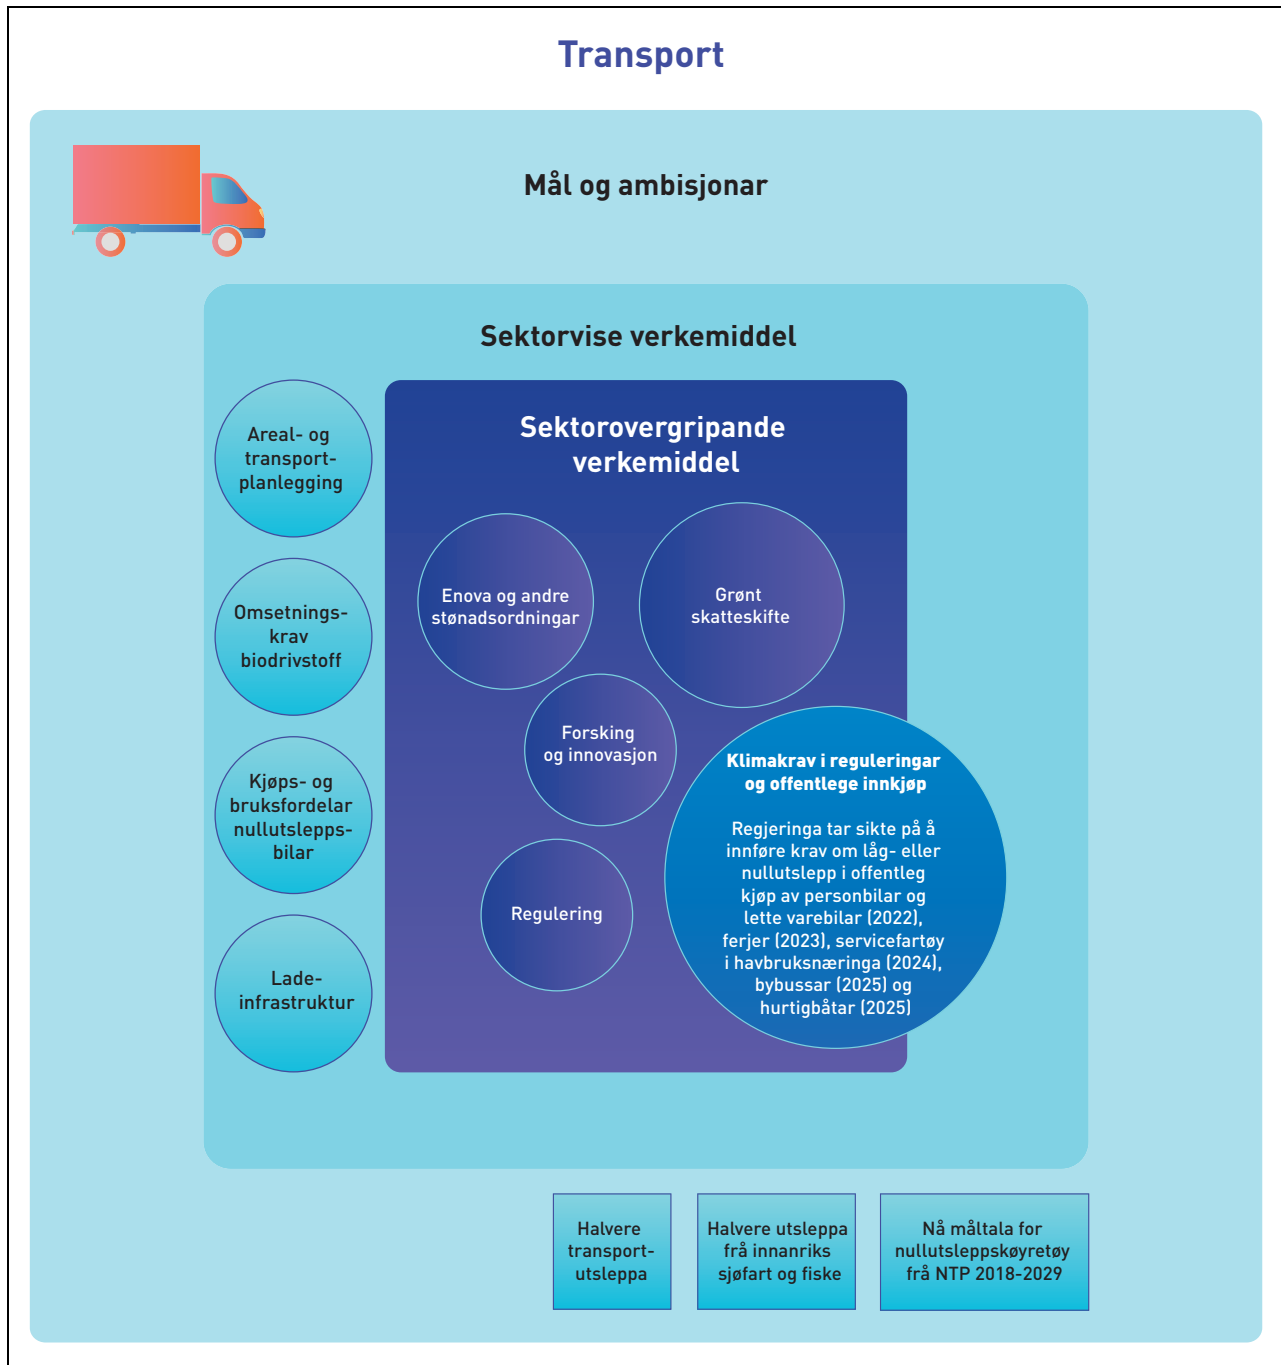 Transport
Mål og ambisjonar
Sektorvise verkemiddel
Areal- og
transport-
planlegging
Omsetnings-
krav
biodrivstoff
Kjøps- og
bruksfordelar
nullutslepps-
bilar
Lade-
infrastruktur
Sektorovergripande
verkemiddel
Enova og andre
stønadsordningar
Grønt
skatteskifte
Forsking
og innovasjon
Regulering
Klimakrav i reguleringar
og offentlege innkjøp
Regjeringa tar sikte på å
innføre krav om låg- eller
nullutslepp i offentleg
kjøp av personbilar og
lette varebilar (2022),
ferjer (2023), servicefartøy
i havbruksnæringa (2024),
bybussar (2025) og
hurtigbåtar (2025)
Halvere
transport-
utsleppa
Halvere utsleppa
frå innanriks
sjøfart og fiske
Nå måltala for
nullutsleppskøyretøy
frå NTP 2018-2029